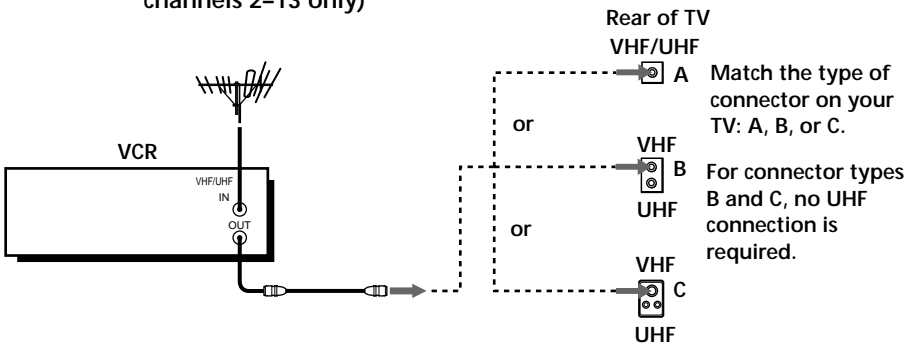 channels 2–13 only)
Rear of TV
VHF/UHF
A
Match the type of
connector on your
TV: A, B, or C.
or
VCR
VHF/UHF
IN
OUT
VHF
B
UHF
For connector types
B and C, no UHF
connection is
required.
or
VHF
C
UHF